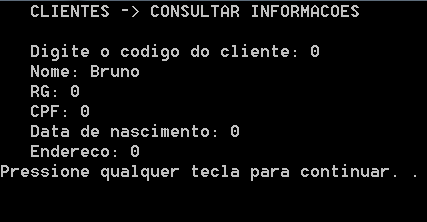 CLIENTES -> CONSULTAR INFORMACOES
Digite o codigo do cliente: 0
Nome: Bruno
RG: 0
CPF: 0
Data de nascimento: 0
Endereco: 0
Pressione qualquer tecla para continuar. .